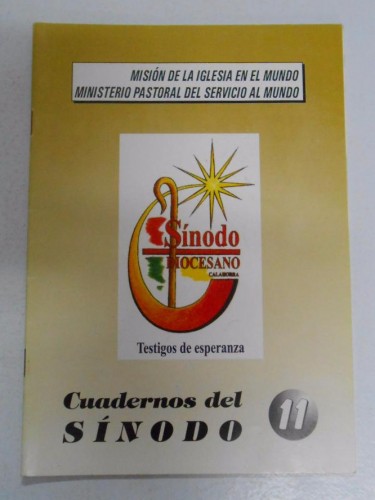 MISIÓN DE LA IGLESIA EN EL MUNDO
MINISTERIO PASTORAL DEL SERVICIO AL MUNDO
Sínodo
DIOCESANO
CALAHORRA
Testigos de esperanza
Cuadernos del
SÍNODO
11